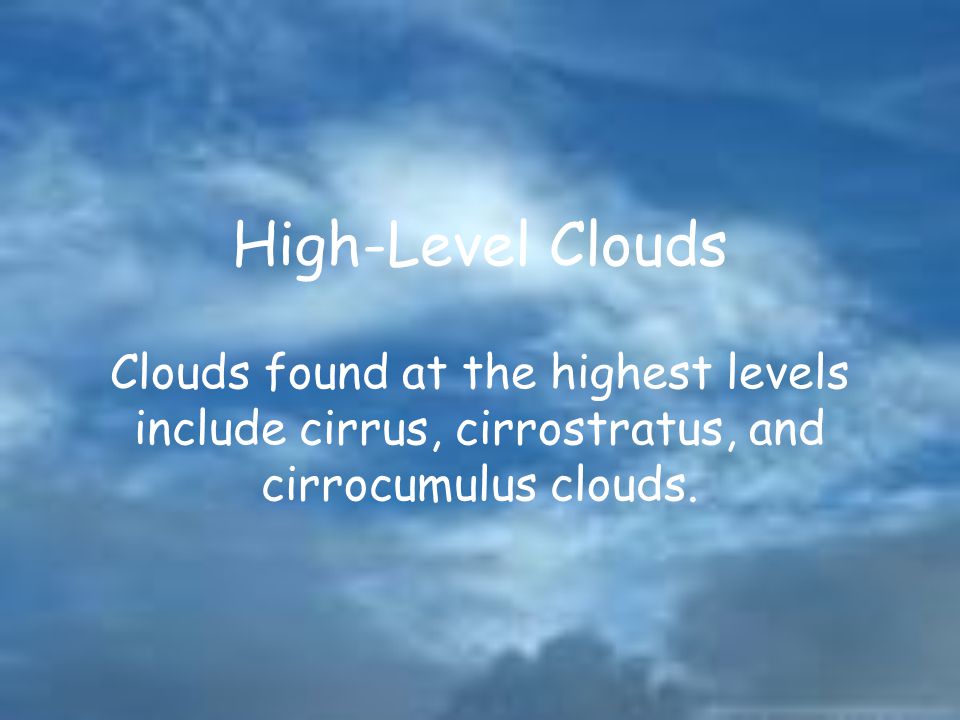 High-Level Clouds
Clouds found at the highest levels
include cirrus, cirrostratus, and
cirrocumulus clouds.